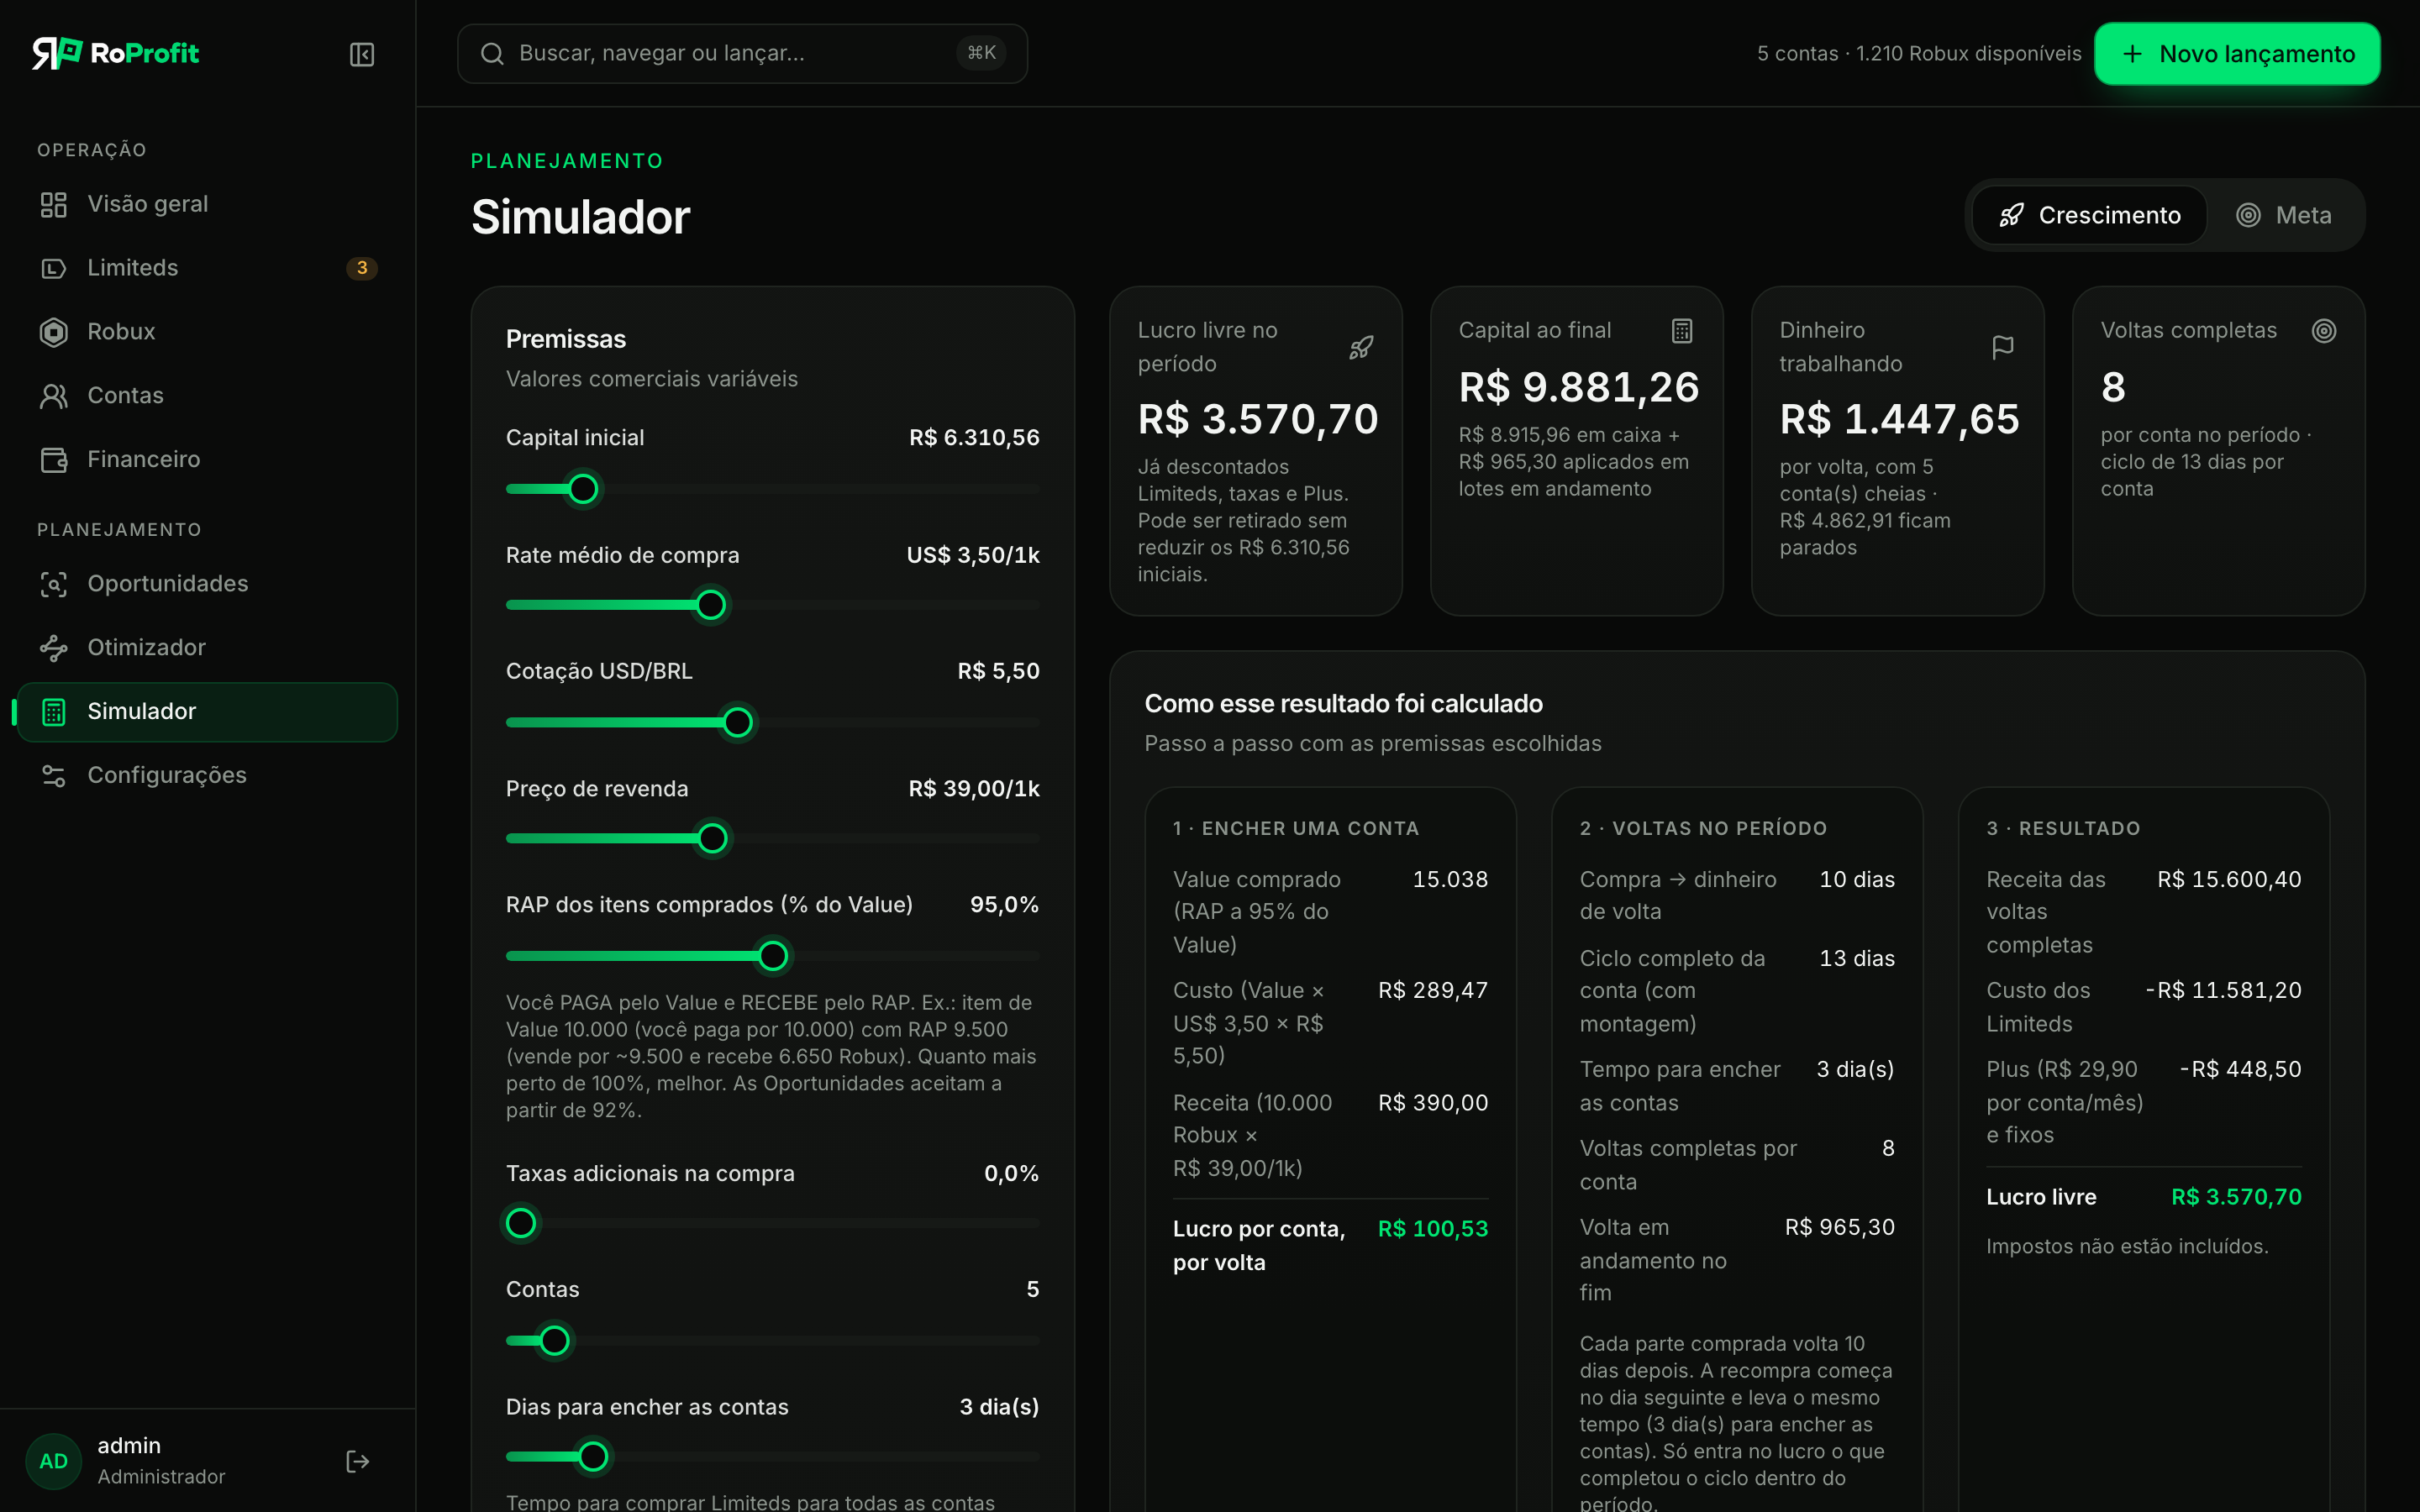 RoProfit
OPERAÇÃO
Visão geral
Limiteds
3
Robux
Contas
Financeiro
PLANEJAMENTO
Oportunidades
Otimizador
Simulador
Configurações
AD
admin
Administrador
Buscar, navegar ou lançar...
⌘K
5 contas · 1.210 Robux disponíveis
+ Novo lançamento
PLANEJAMENTO
Simulador
Crescimento
Meta
Premissas
Valores comerciais variáveis
Capital inicial R$ 6.310,56
Rate médio de compra US$ 3,50/1k
Cotação USD/BRL R$ 5,50
Preço de revenda R$ 39,00/1k
RAP dos itens comprados (% do Value) 95,0%
Você PAGA pelo Value e RECEBE pelo RAP. Ex.: item de
Value 10.000 (você paga por 10.000) com RAP 9.500
(vende por ~9.500 e recebe 6.650 Robux). Quanto mais
perto de 100%, melhor. As Oportunidades aceitam a
partir de 92%.
Taxas adicionais na compra 0,0%
Contas 5
Dias para encher as contas 3 dia(s)
Tempo para comprar Limiteds para todas as contas
Lucro livre no
período
R$ 3.570,70
Já descontados
Limiteds, taxas e Plus.
Pode ser retirado sem
reduzir os R$ 6.310,56
iniciais.
Capital ao final
R$ 9.881,26
R$ 8.915,96 em caixa +
R$ 965,30 aplicados em
lotes em andamento
Dinheiro
trabalhando
R$ 1.447,65
por volta, com 5
conta(s) cheias ·
R$ 4.862,91 ficam
parados
Voltas completas
8
por conta no período ·
ciclo de 13 dias por
conta
Como esse resultado foi calculado
Passo a passo com as premissas escolhidas
1 · ENCHER UMA CONTA
Value comprado 15.038
(RAP a 95% do
Value)
Custo (Value × R$ 289,47
US$ 3,50 × R$
5,50)
Receita (10.000 R$ 390,00
Robux ×
R$ 39,00/1k)
Lucro por conta, R$ 100,53
por volta
2 · VOLTAS NO PERÍODO
Compra → dinheiro 10 dias
de volta
Ciclo completo da 13 dias
conta (com
montagem)
Tempo para encher 3 dia(s)
as contas
Voltas completas por 8
conta
Volta em R$ 965,30
andamento no
fim
Cada parte comprada volta 10
dias depois. A recompra começa
no dia seguinte e leva o mesmo
tempo (3 dia(s) para encher as
contas). Só entra no lucro o que
completou o ciclo dentro do
período.
3 · RESULTADO
Receita das R$ 15.600,40
voltas
completas
Custo dos -R$ 11.581,20
Limiteds
Plus (R$ 29,90 -R$ 448,50
por conta/mês)
e fixos
Lucro livre R$ 3.570,70
Impostos não estão incluídos.